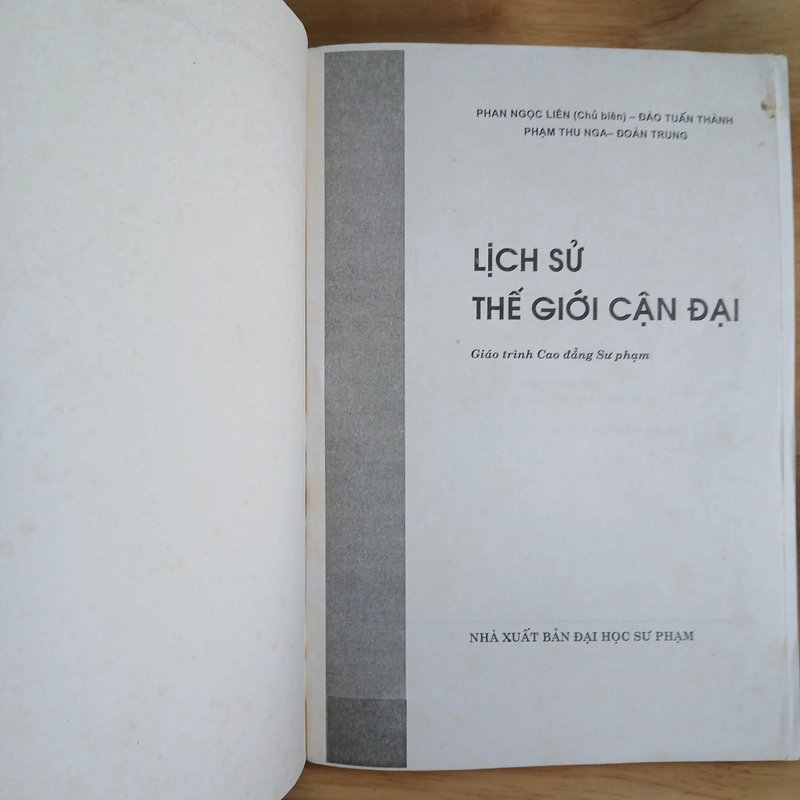 PHAN NGỌC LIÊN (Chủ biên) – ĐÀO TUẤN THÀNH
PHẠM THU NGA– ĐOÀN TRUNG
LỊCH SỬ
THẾ GIỚI CẬN ĐẠI
Giáo trình Cao đẳng Sư phạm
NHÀ XUẤT BẢN ĐẠI HỌC SƯ PHẠM